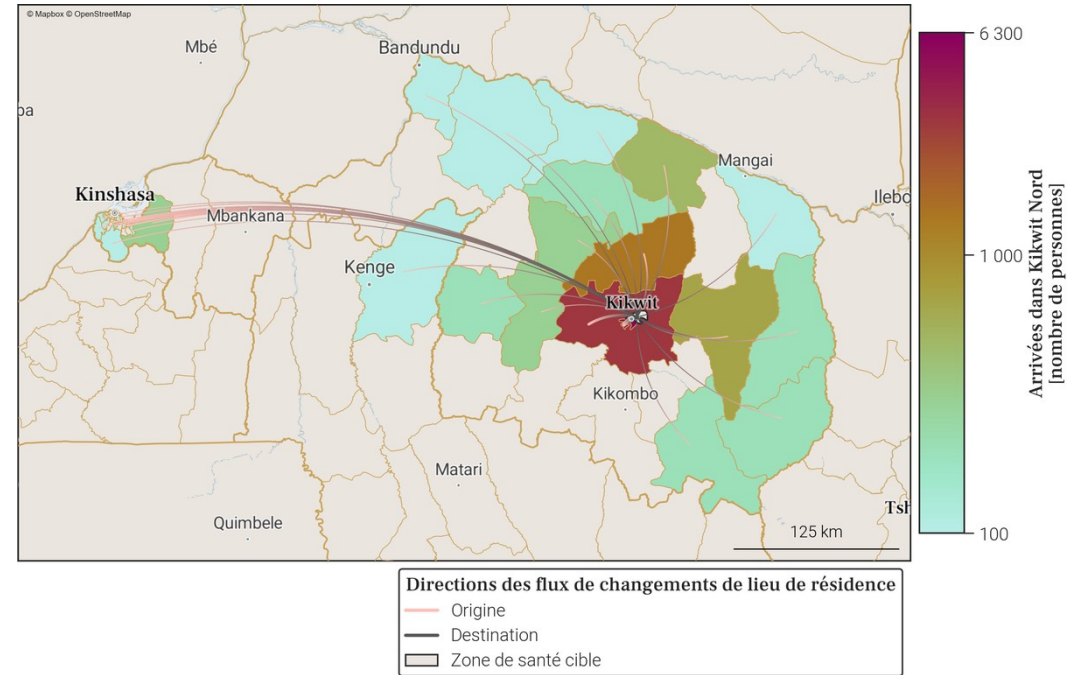 © Mapbox © OpenStreetMap
Mbé
Bandundu
ba
Mangai
Kinshasa
Ilebo
Mbankana
Kenge
Kikwit
Kikombo
Matari
Tsh
Quimbele
125 km
6 300
1 000
100
Arrivées dans Kikwit Nord
[nombre de personnes]
Directions des flux de changements de lieu de résidence
Origine
Destination
Zone de santé cible